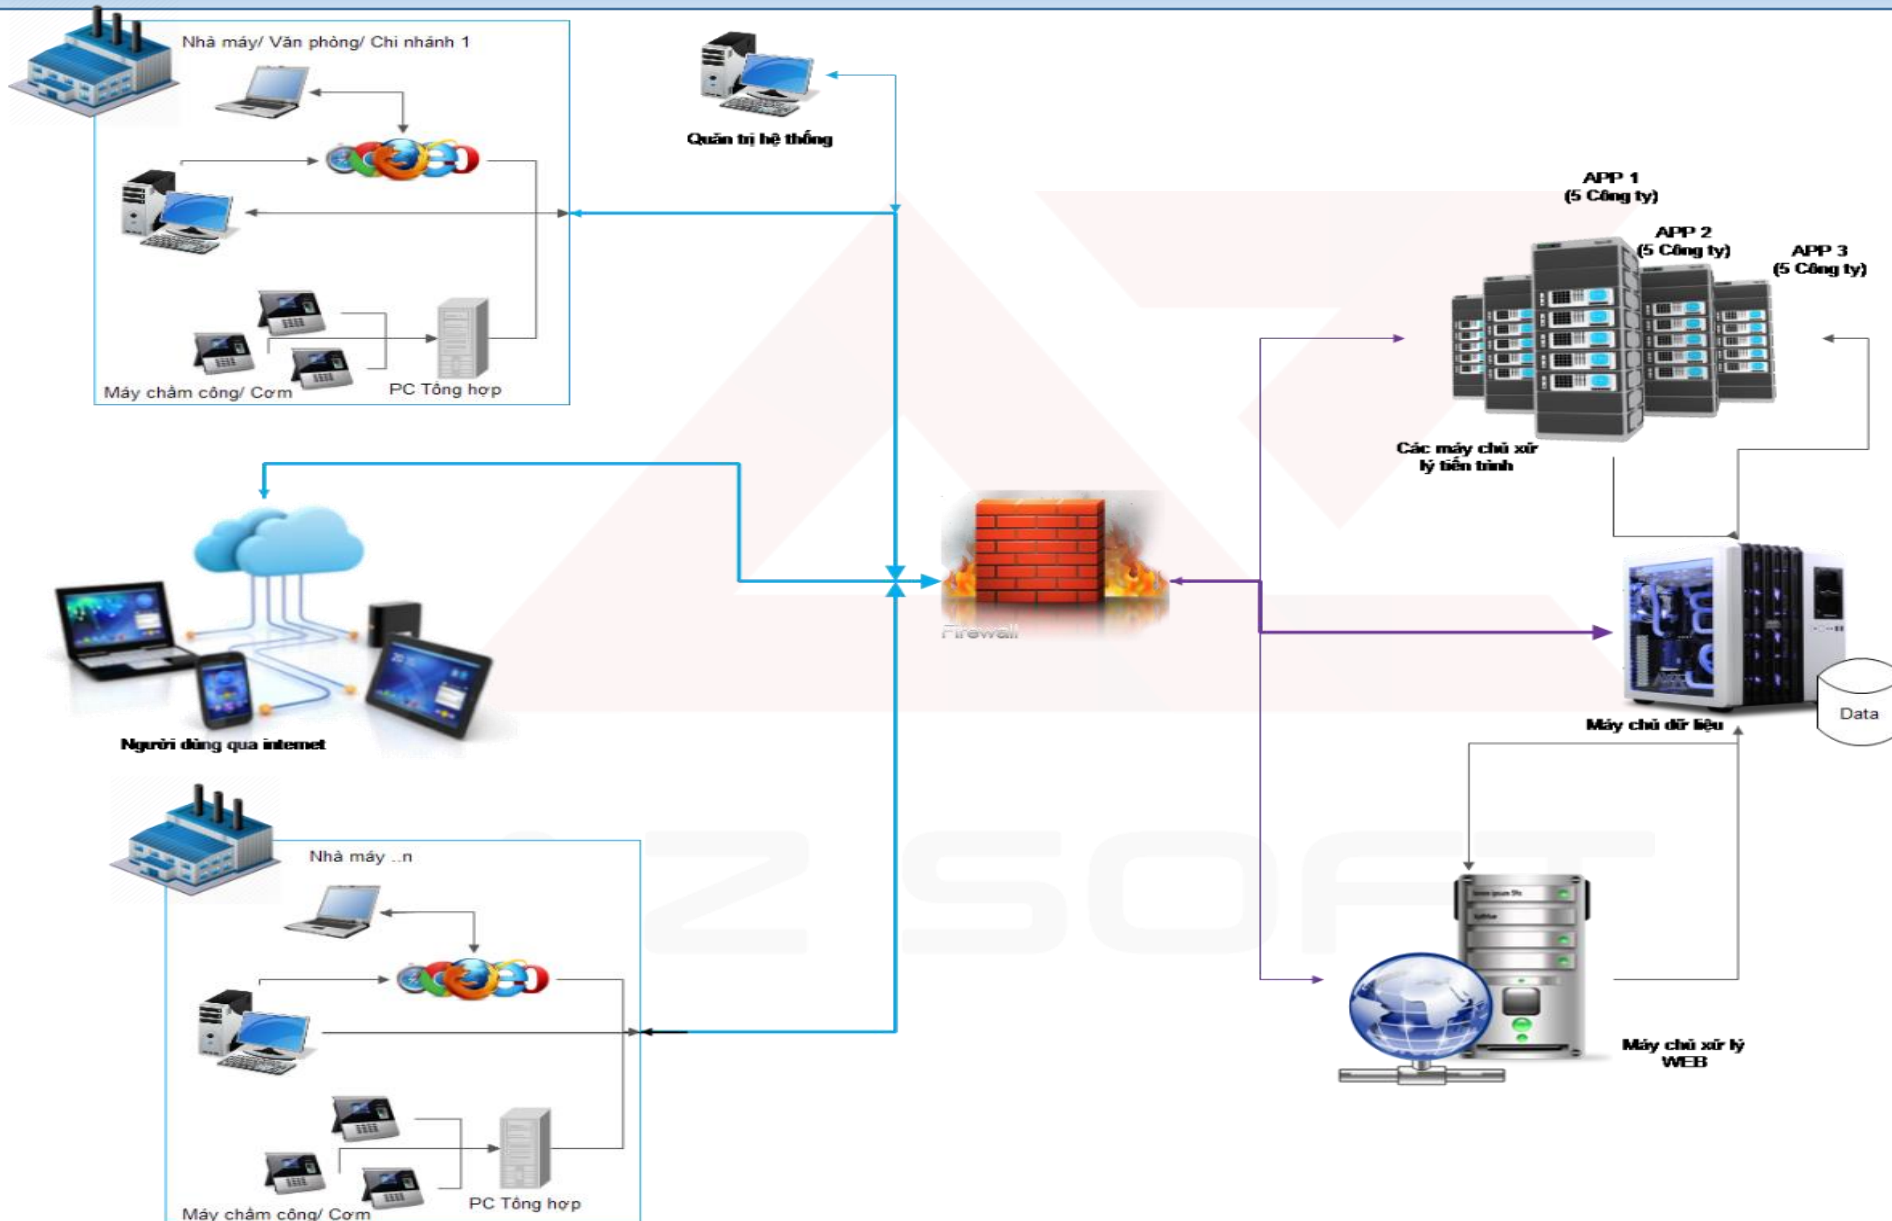 Nhà máy/ Văn phòng/ Chi nhánh 1
Máy chấm công/ Cơm
PC Tổng hợp
Quản trị hệ thống
APP 1
(5 Công ty)
APP 2
(5 Công ty)
APP 3
(5 Công ty)
Các máy chủ xử
lý tiến trình
Firewall
Người dùng qua internet
Máy chủ dữ liệu
Data
Nhà máy ..n
Máy chấm công/ Cơm
PC Tổng hợp
Máy chủ xử lý
WEB
Z SOFT